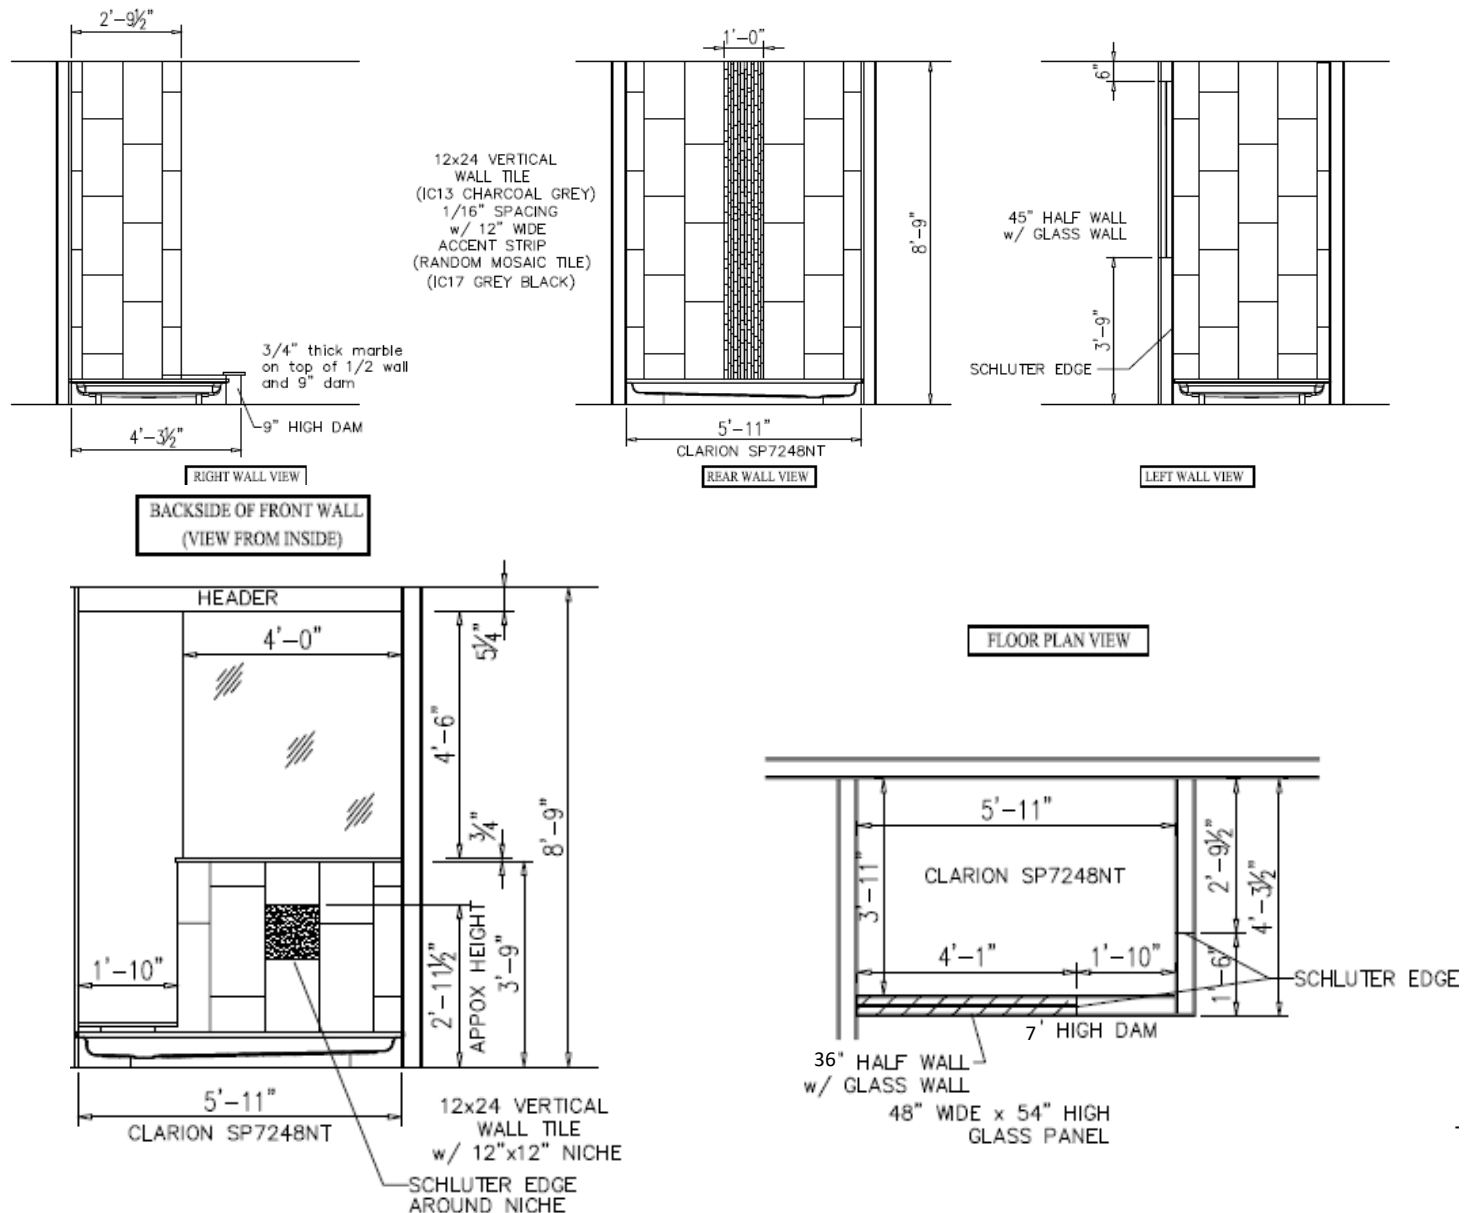 2'-9½"
3/4" thick marble
on top of 1/2 wall
and 9" dam
9" HIGH DAM
4'-3½"
RIGHT WALL VIEW
1'-0"
12x24 VERTICAL
WALL TILE
(IC13 CHARCOAL GREY)
1/16" SPACING
w/ 12" WIDE
ACCENT STRIP
(RANDOM MOSAIC TILE)
(IC17 GREY BLACK)
8'-9"
5'-11"
CLARION SP7248NT
REAR WALL VIEW
6"
45" HALF WALL
w/ GLASS WALL
3'-9"
SCHLUTER EDGE
LEFT WALL VIEW
BACKSIDE OF FRONT WALL
(VIEW FROM INSIDE)
HEADER
4'-0"
5¼"
4'-6"
¾"
8'-9"
1'-10"
2'-1½"
APPOX HEIGHT
3'-9"
5'-11"
CLARION SP7248NT
12x24 VERTICAL
WALL TILE
w/ 12"x12" NICHE
SCHLUTER EDGE
AROUND NICHE
FLOOR PLAN VIEW
5'-11"
3'-11"
CLARION SP7248NT
2'-9½"
4'-3½"
4'-1"
1'-10"
1'-6"
SCHLUTER EDGE
7' HIGH DAM
36" HALF WALL
w/ GLASS WALL
48" WIDE x 54" HIGH
GLASS PANEL